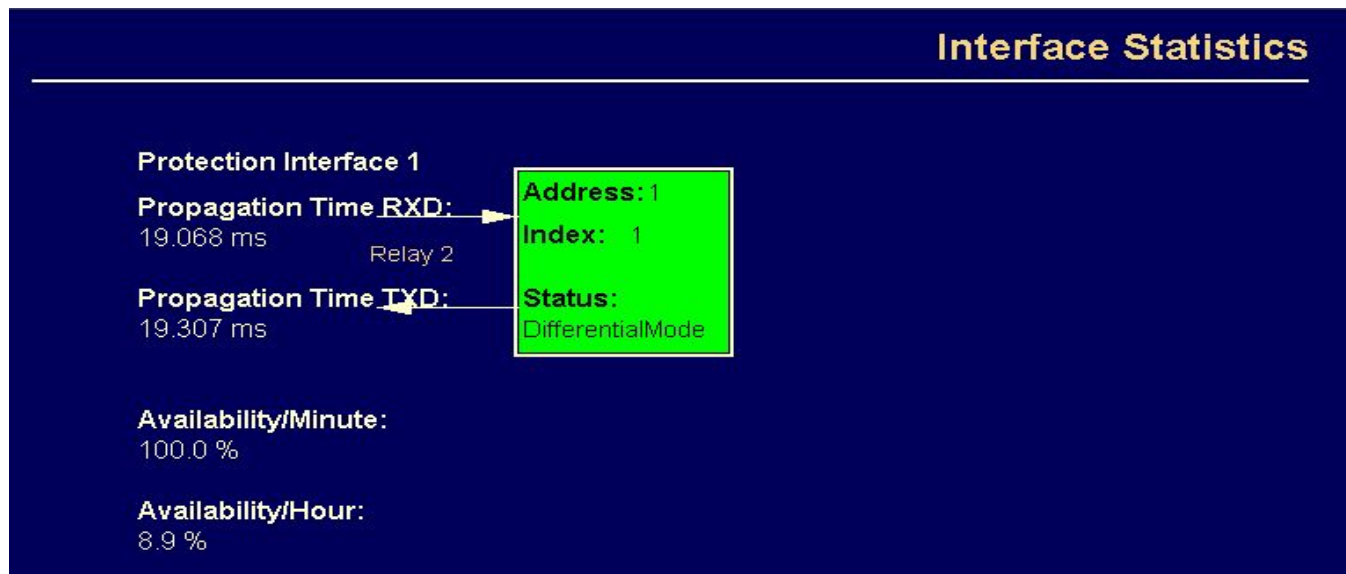 Interface Statistics
Protection Interface 1
Propagation Time RXD:
19.068 ms
Relay 2
Propagation Time TXD:
19.307 ms
Address: 1
Index: 1
Status:
DifferentialMode
Availability/Minute:
100.0 %
Availability/Hour:
8.9 %